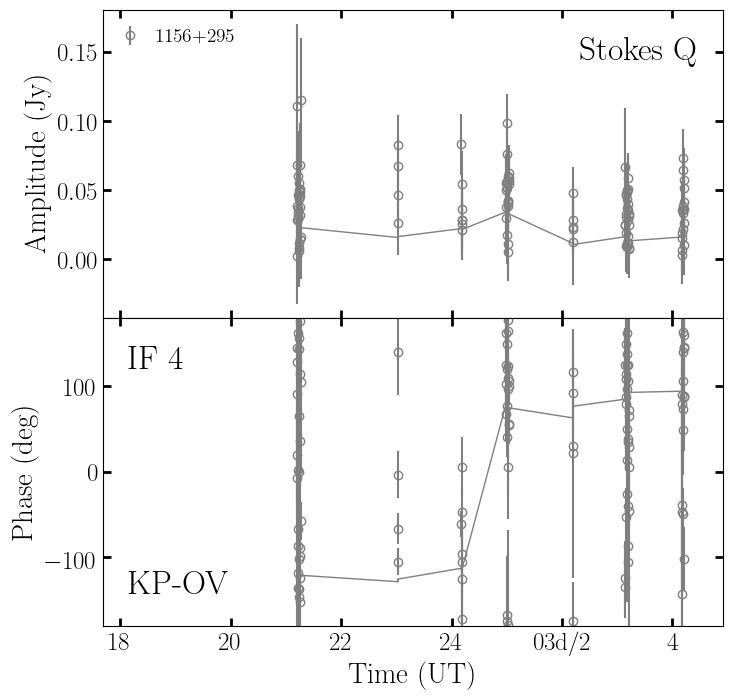 1156+295
Stokes Q
0.15
0.10
0.05
0.00
Amplitude (Jy)
IF 4
100
0
−100
Phase (deg)
KP-OV
18
20
22
24
03d/2
4
Time (UT)